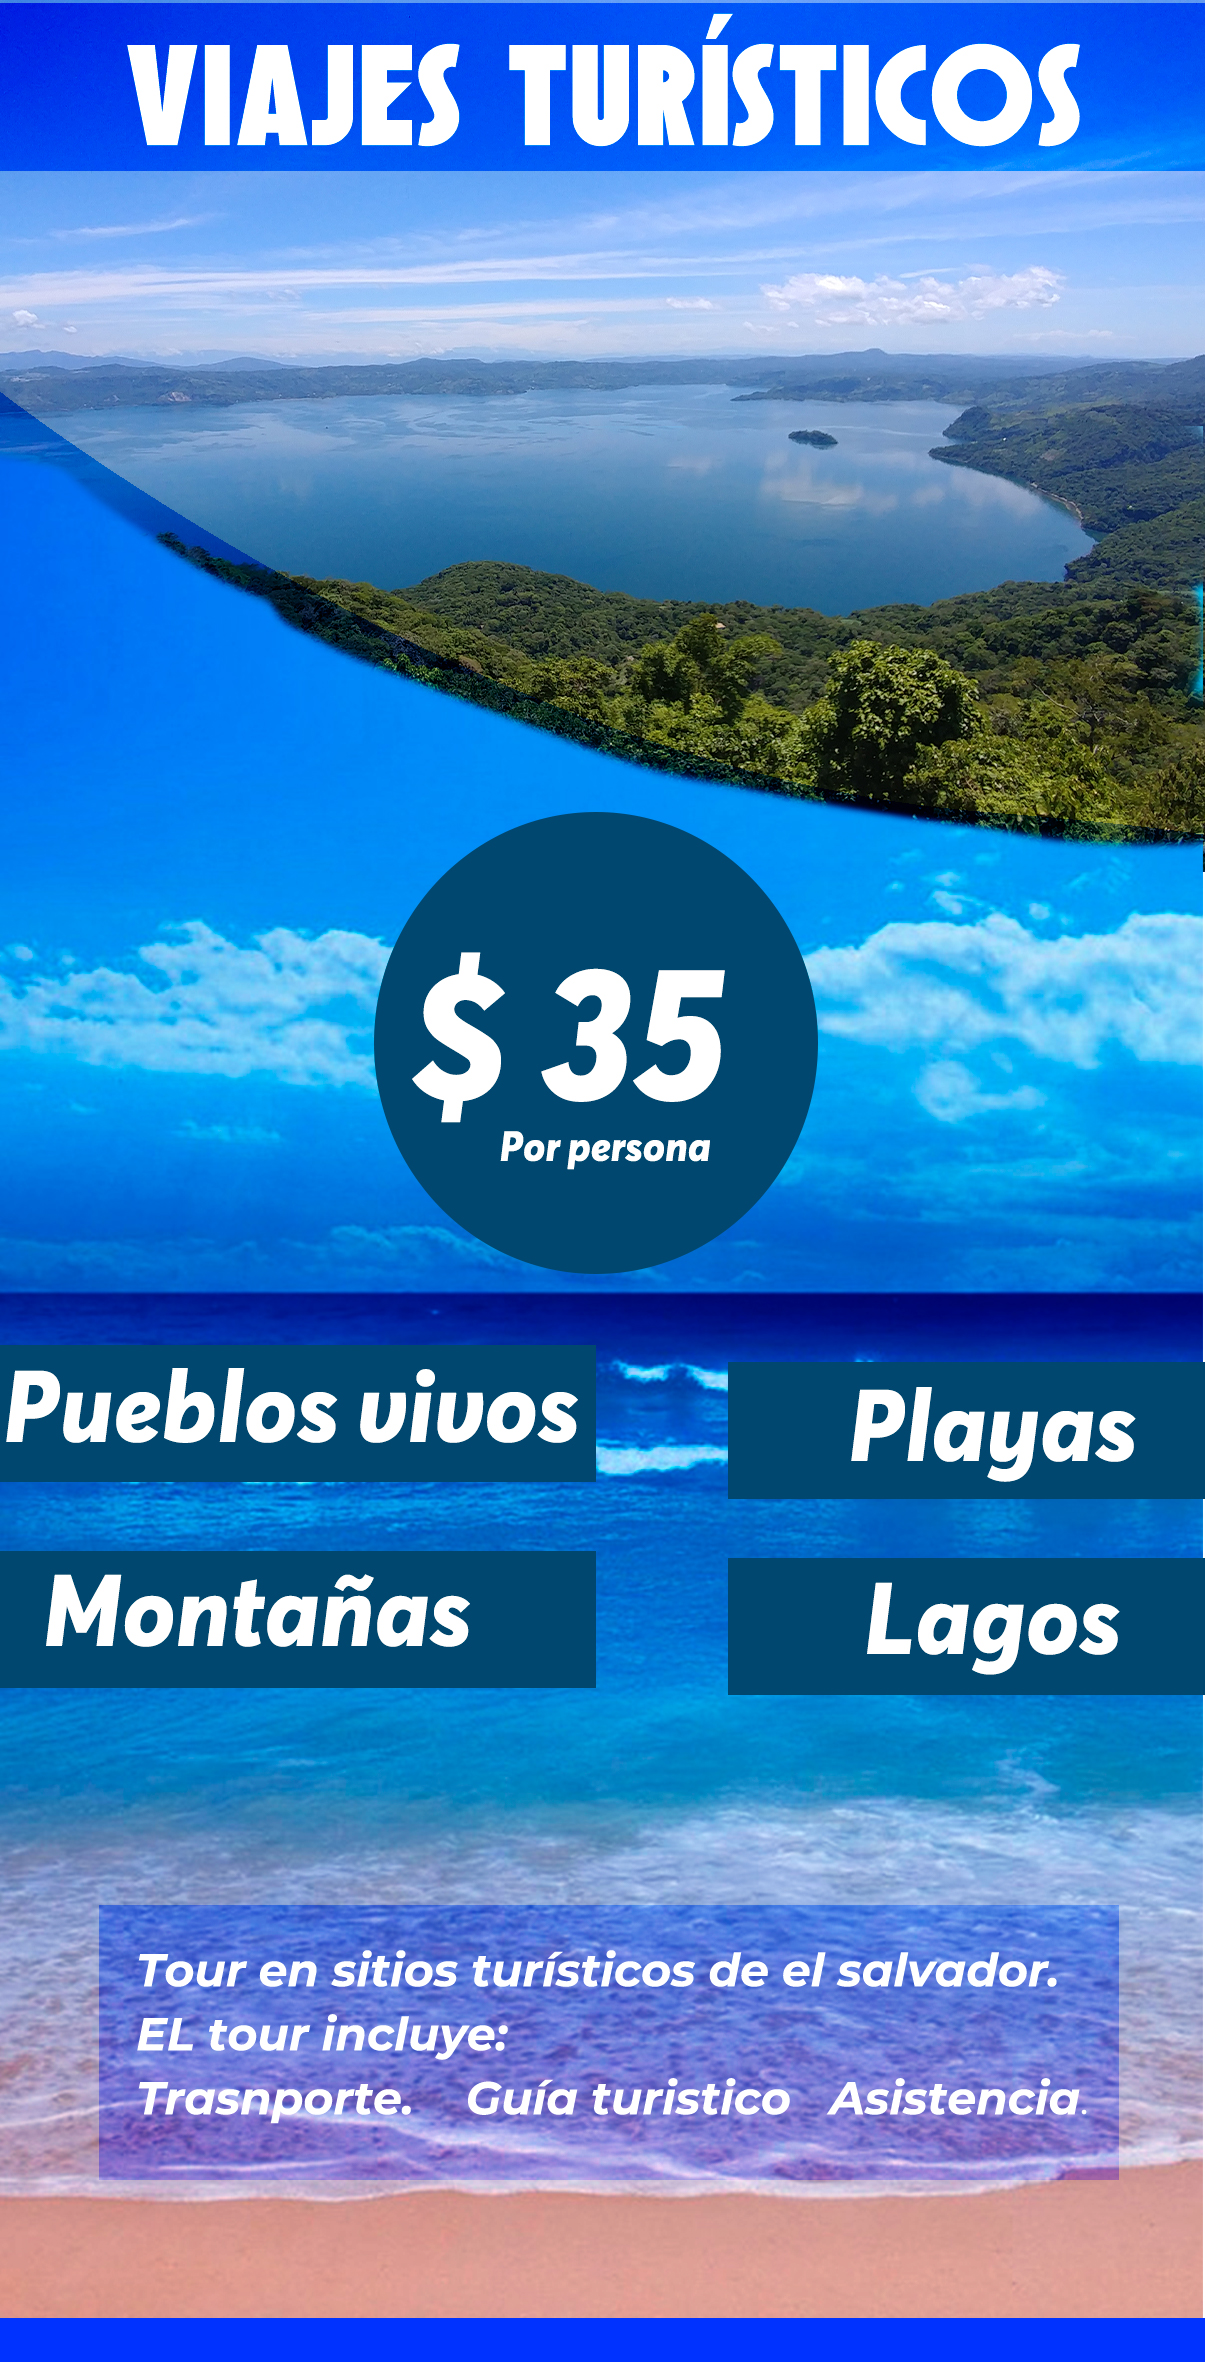 VIAJES TURÍSTICOS
$ 35
Por persona
Pueblos vivos
Playas
Montañas
Lagos
Tour en sitios turísticos de el salvador.
EL tour incluye:
Trasnporte. Guía turistico Asistencia.